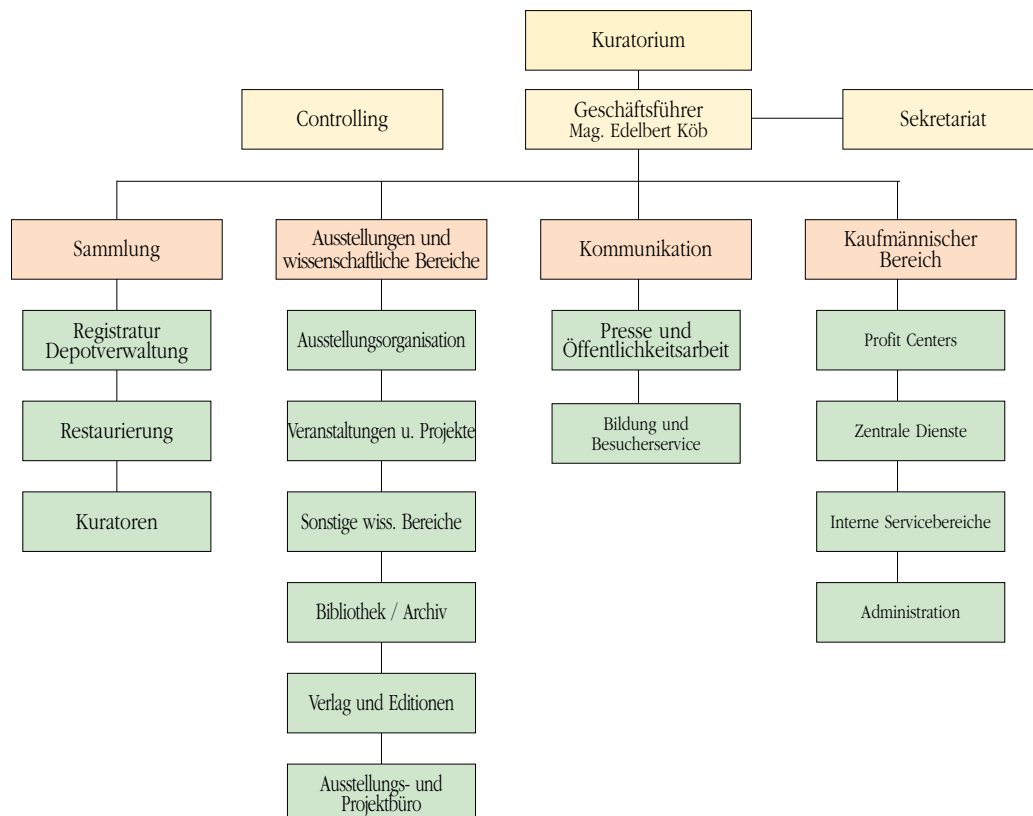 Kuratorium
Controlling
Geschäftsführer
Mag. Edelbert Köb
Sekretariat
Sammlung
Ausstellungen und
wissenschaftliche Bereiche
Kommunikation
Kaufmännischer
Bereich
Registratur
Depotverwaltung
Ausstellungsorganisation
Presse und
Öffentlichkeitsarbeit
Profit Centers
Restaurierung
Veranstaltungen u. Projekte
Bildung und
Besucherservice
Zentrale Dienste
Kuratoren
Sonstige wiss. Bereiche
Interne Servicebereiche
Bibliothek / Archiv
Administration
Verlag und Editionen
Ausstellungs- und
Projektbüro